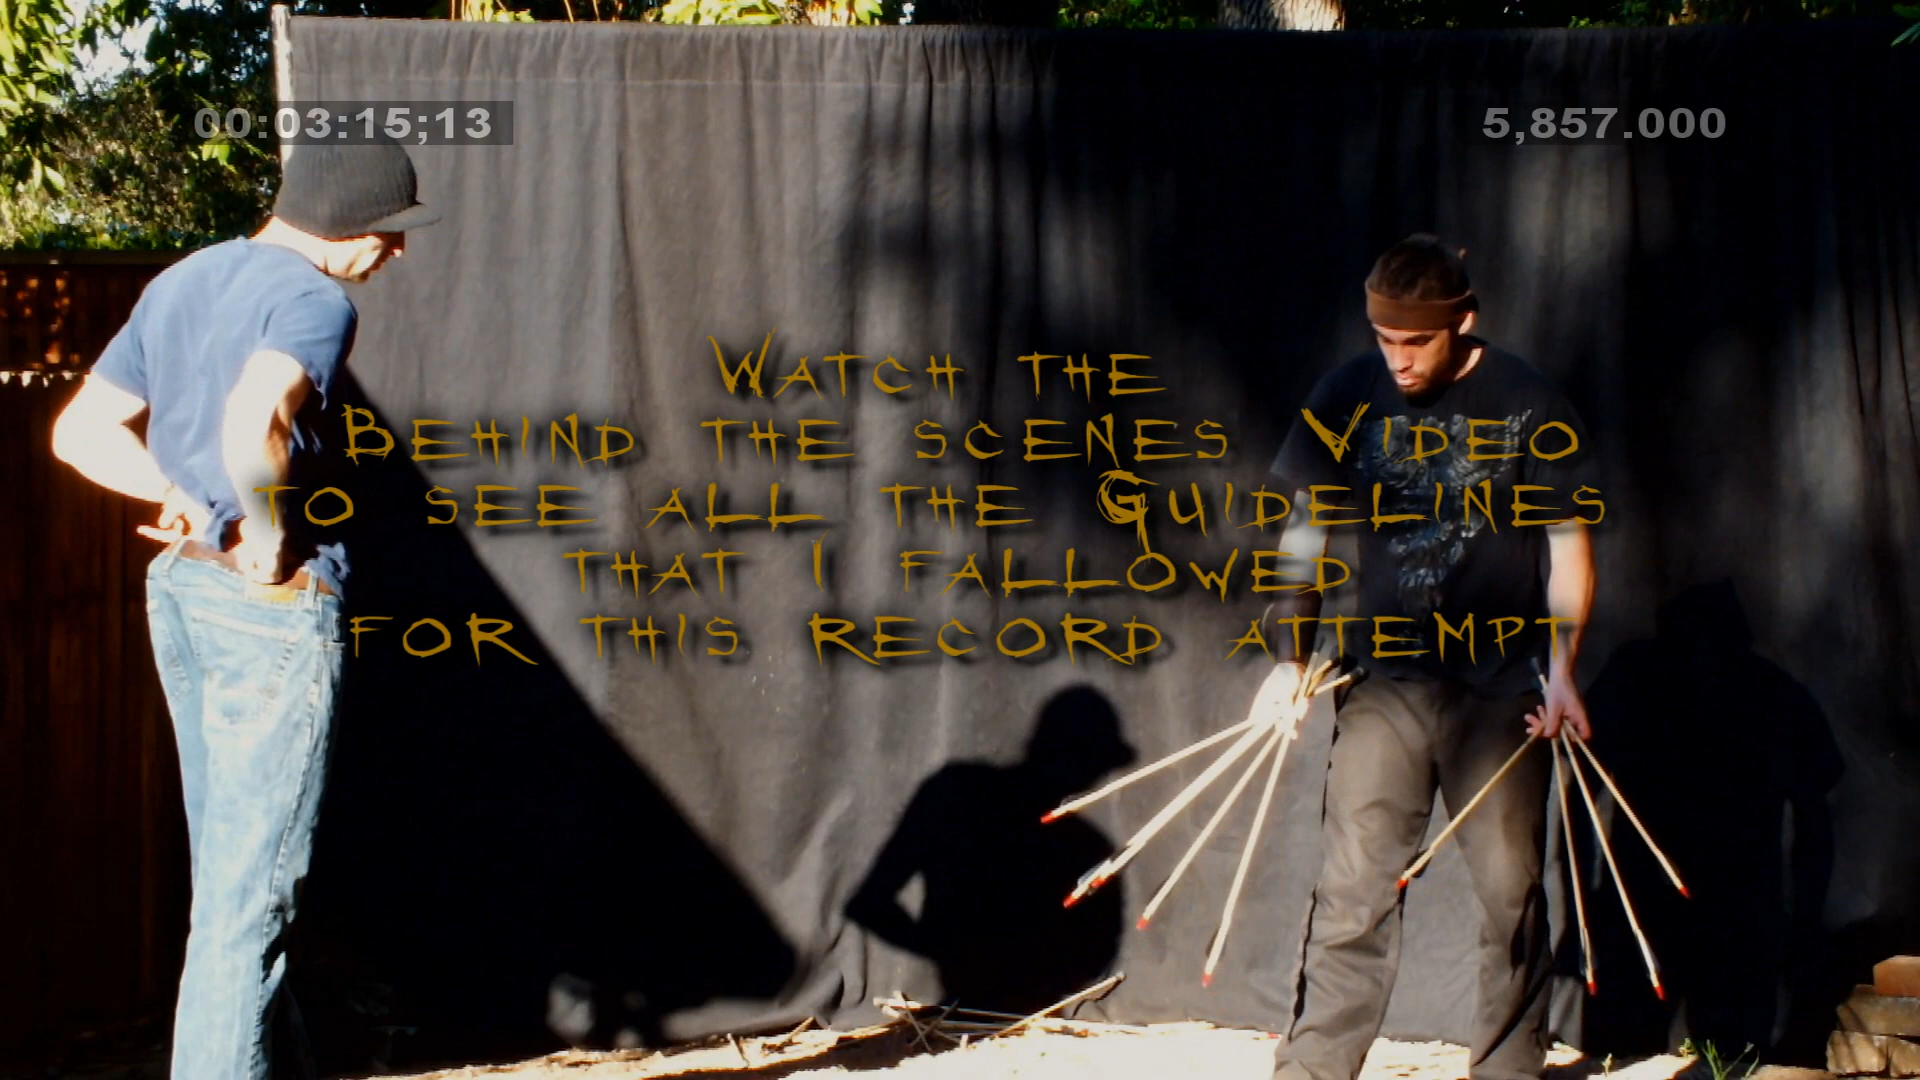 00:03:15;13
5,857.000
Watch the
Behind the scenes Video
to see all the Guidelines
that I fallowed
for this record attempt